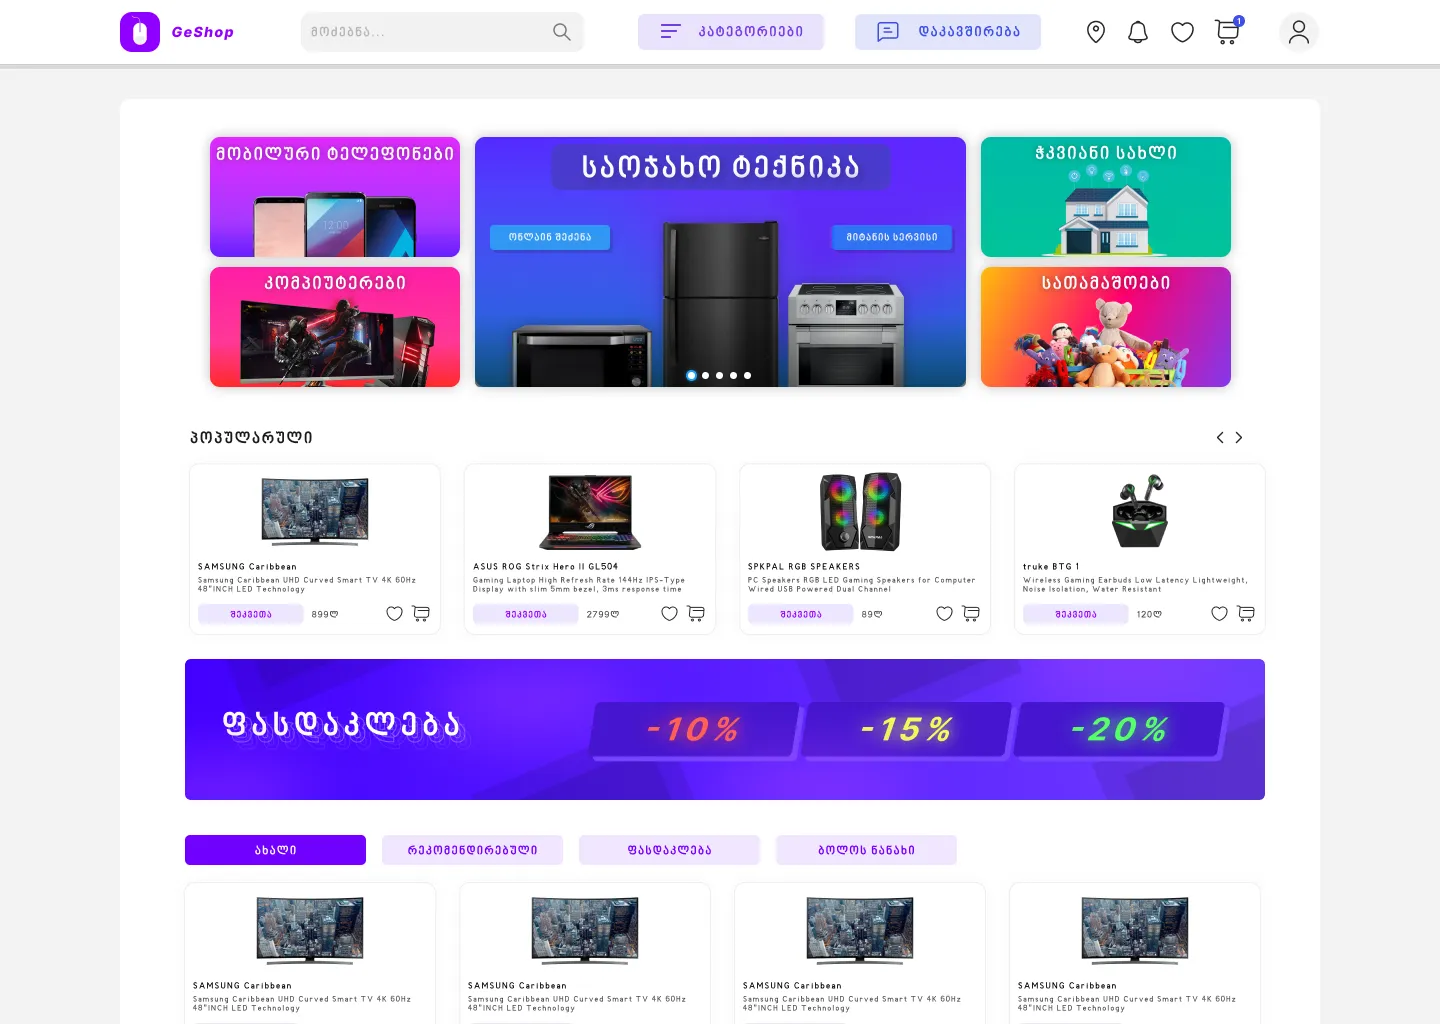 GeShop
მოძებნა...
კატეგორიები
დაკავშირება
1
მობილური ტელეფონები
საოჯახო ტექნიკა
ჭკვიანი სახლი
ონლაინ შეძენა
მიტანის სერვისი
კომპიუტერები
სათამაშოები
პოპულარული
SAMSUNG Caribbean
Samsung Caribbean UHD Curved Smart TV 4K 60Hz
48"INCH LED Technology
შეკვეთა
899ლ
ASUS ROG Strix Hero II GL504
Gaming Laptop High Refresh Rate 144Hz IPS-Type
Display with slim 5mm bezel, 3ms response time
შეკვეთა
2799ლ
SPKPAL RGB SPEAKERS
PC Speakers RGB LED Gaming Speakers for Computer
Wired USB Powered Dual Channel
შეკვეთა
89ლ
truke BTG 1
Wireless Gaming Earbuds Low Latency Lightweight,
Noise Isolation, Water Resistant
შეკვეთა
120ლ
ფასდაკლება
-10%
-15%
-20%
ახალი
რეკომენდირებული
ფასდაკლება
ბოლოს ნანახი
SAMSUNG Caribbean
Samsung Caribbean UHD Curved Smart TV 4K 60Hz
48"INCH LED Technology
SAMSUNG Caribbean
Samsung Caribbean UHD Curved Smart TV 4K 60Hz
48"INCH LED Technology
SAMSUNG Caribbean
Samsung Caribbean UHD Curved Smart TV 4K 60Hz
48"INCH LED Technology
SAMSUNG Caribbean
Samsung Caribbean UHD Curved Smart TV 4K 60Hz
48"INCH LED Technology